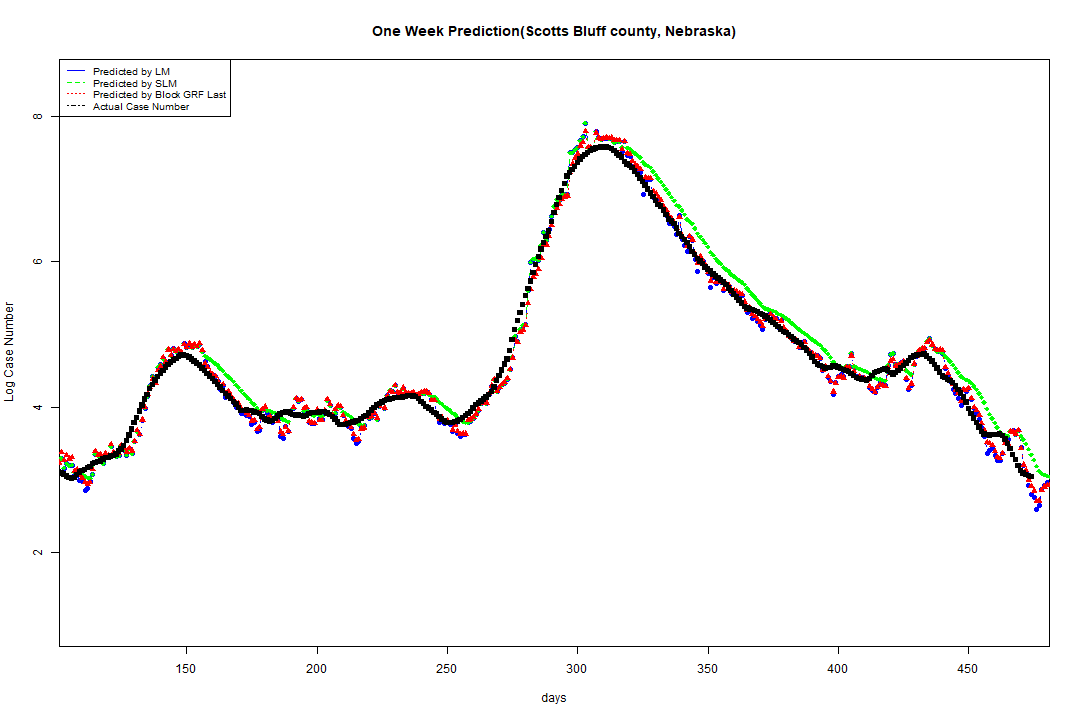 One Week Prediction(Scotts Bluff county, Nebraska)
Predicted by LM
Predicted by SLM
Predicted by Block GRF Last
Actual Case Number
8
6
4
2
Log Case Number
150 200 250 300 350 400 450
days